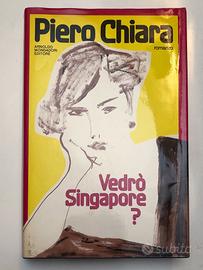 Piero Chiara
ARNOLDO
MONDADORI
EDITORE
romanzo
Vedrò
Singapore
?
subito